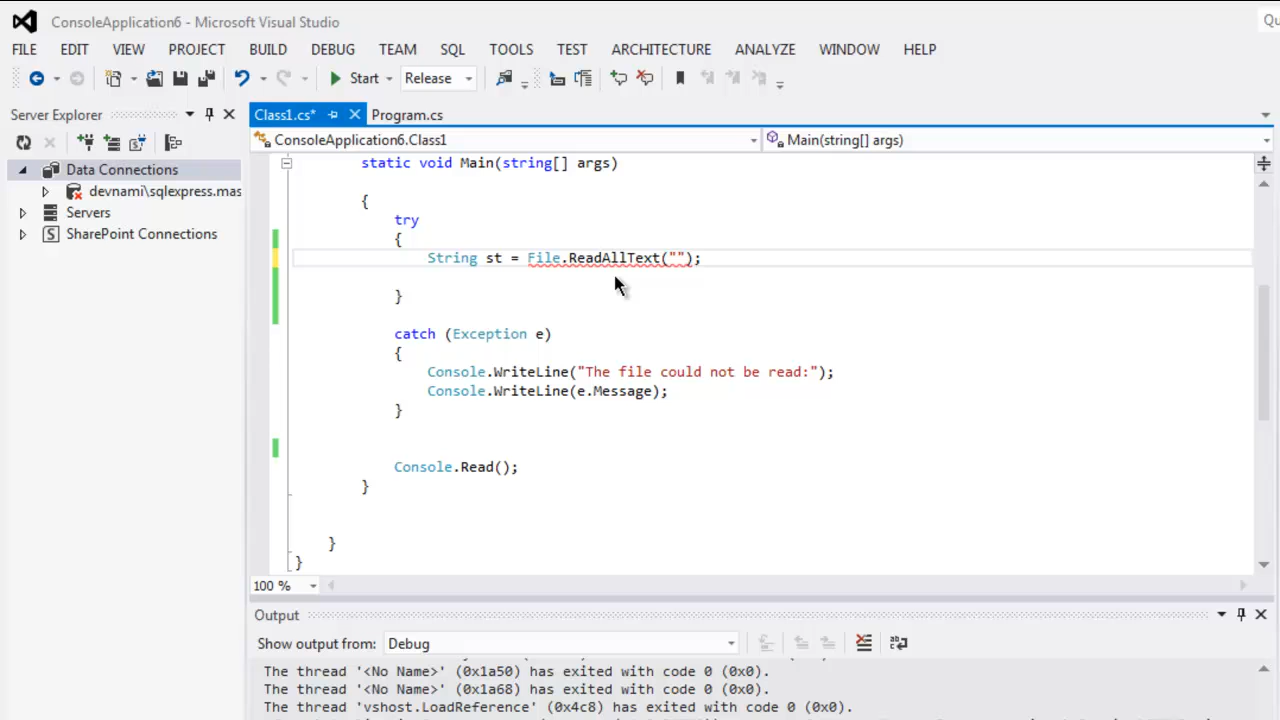 ConsoleApplication6 - Microsoft Visual Studio
Qu
FILE EDIT VIEW PROJECT BUILD DEBUG TEAM SQL TOOLS TEST ARCHITECTURE ANALYZE WINDOW HELP
Start Release
Server Explorer
Class1.cs* Program.cs
ConsoleApplication6.Class1 Main(string[] args)
Data Connections
devnami\sqlexpress.mas
Servers
SharePoint Connections
static void Main(string[] args)
{
try
{
String st = File.ReadAllText("");
}
catch (Exception e)
{
Console.WriteLine("The file could not be read:");
Console.WriteLine(e.Message);
}
Console.Read();
}
}
}
100 %
Output
Show output from: Debug
The thread '<No Name>' (0x1a50) has exited with code 0 (0x0).
The thread '<No Name>' (0x1a68) has exited with code 0 (0x0).
The thread 'vshost.LoadReference' (0x4c8) has exited with code 0 (0x0).